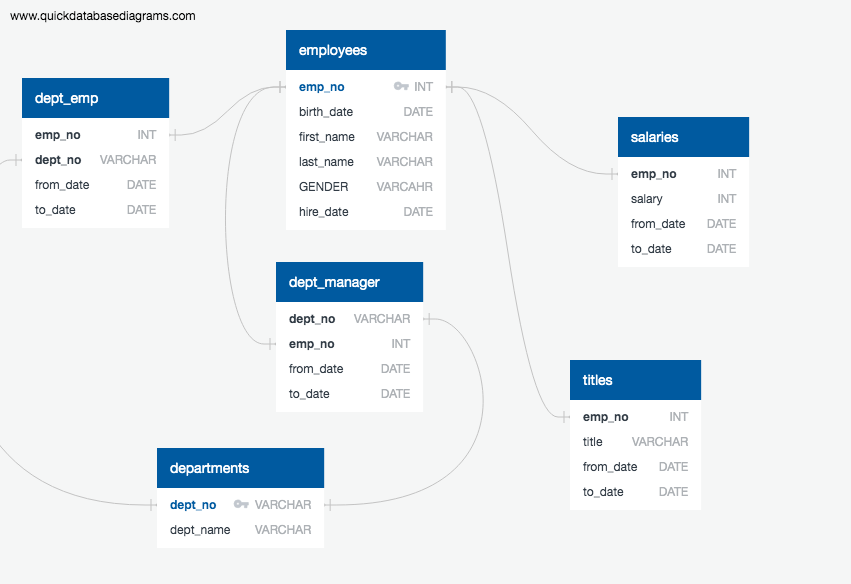 www.quickdatabasediagrams.com
employees
emp_no INT
birth_date DATE
first_name VARCHAR
last_name VARCHAR
GENDER VARCAHR
hire_date DATE
dept_emp
emp_no INT
dept_no VARCHAR
from_date DATE
to_date DATE
salaries
emp_no INT
salary INT
from_date DATE
to_date DATE
dept_manager
dept_no VARCHAR
emp_no INT
from_date DATE
to_date DATE
titles
emp_no INT
title VARCHAR
from_date DATE
to_date DATE
departments
dept_no VARCHAR
dept_name VARCHAR